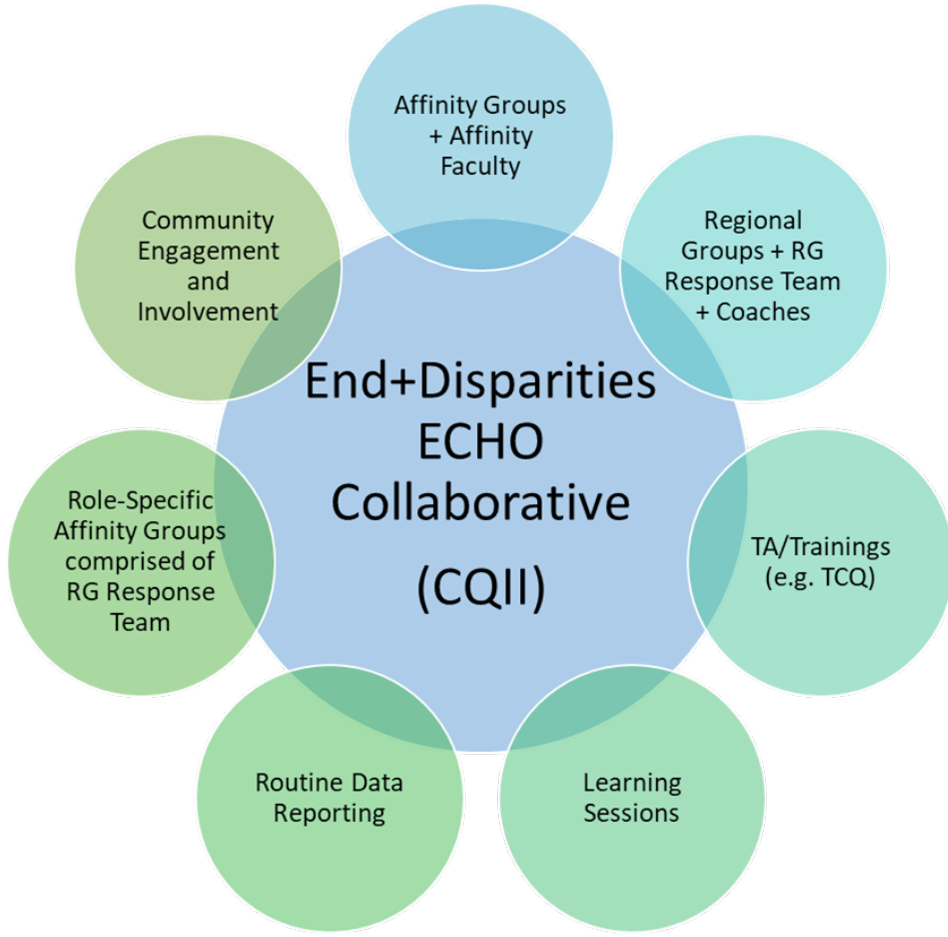 Affinity Groups
+ Affinity
Faculty
Regional
Groups + RG
Response Team
+ Coaches
TA/Trainings
(e.g. TCQ)
Learning
Sessions
Routine Data
Reporting
Role-Specific
Affinity Groups
comprised of
RG Response
Team
Community
Engagement
and
Involvement
End+Disparities
ECHO
Collaborative
(CQII)